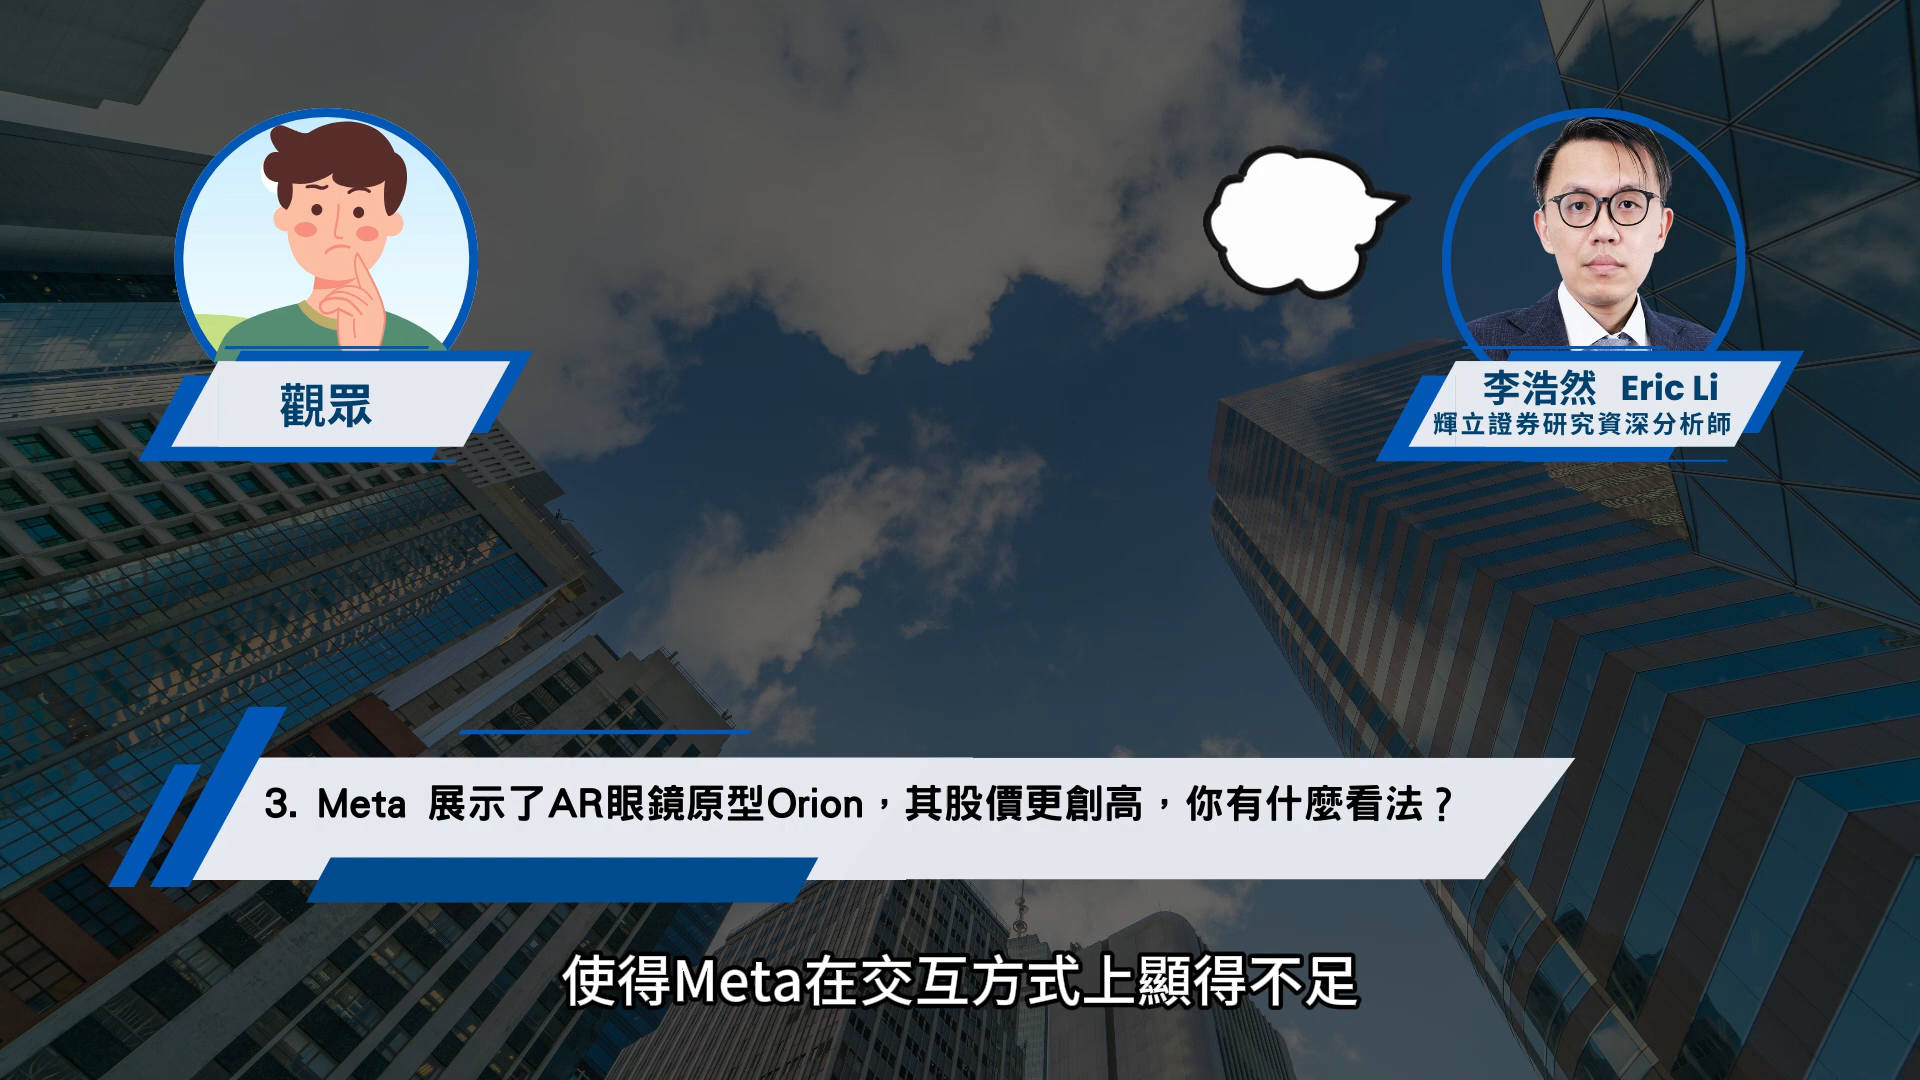 觀眾
李浩然 Eric Li
輝立證券研究資深分析師
3. Meta 展示了AR眼鏡原型Orion，其股價更創高，你有什麼看法？
使得Meta在交互方式上顯得不足